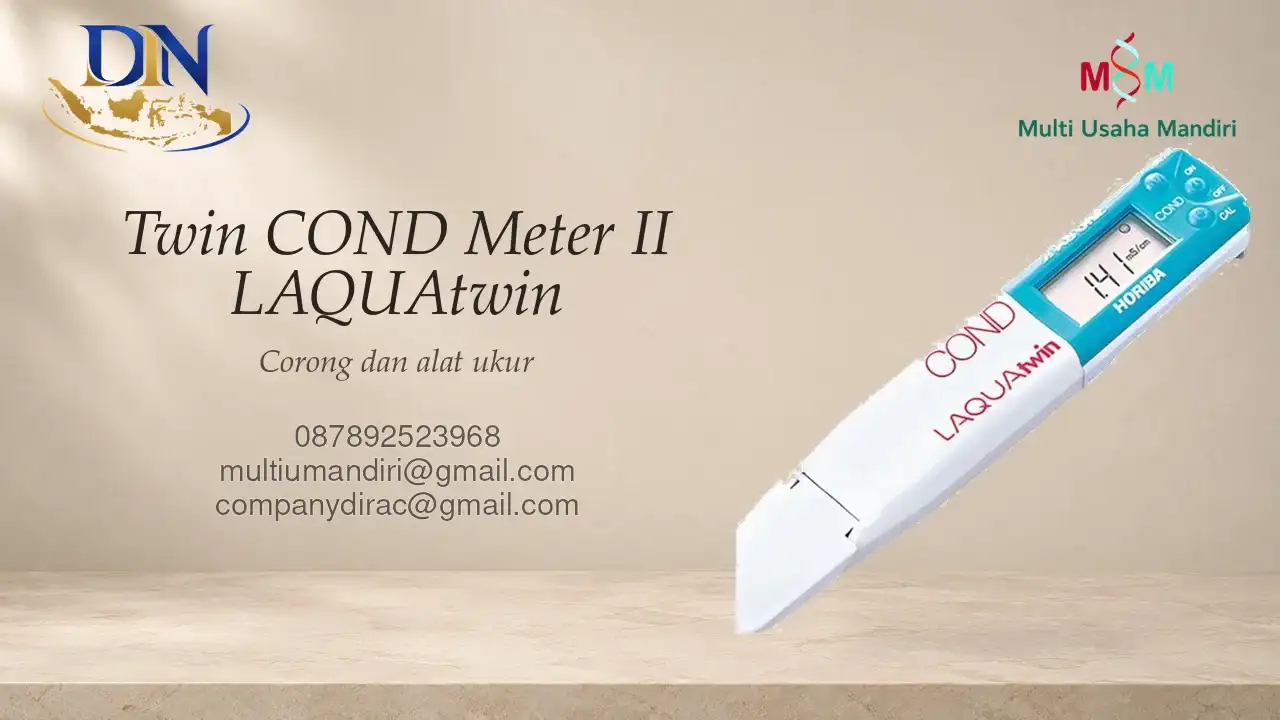 DIN
MSM
Multi Usaha Mandiri
Twin COND Meter II
LAQUAtwin
Corong dan alat ukur
087892523968
multiumandiri@gmail.com
companydirac@gmail.com
ON
OFF
COND
CAL
1.41 mS/cm
HORIBA
COND
LAQUAtwin